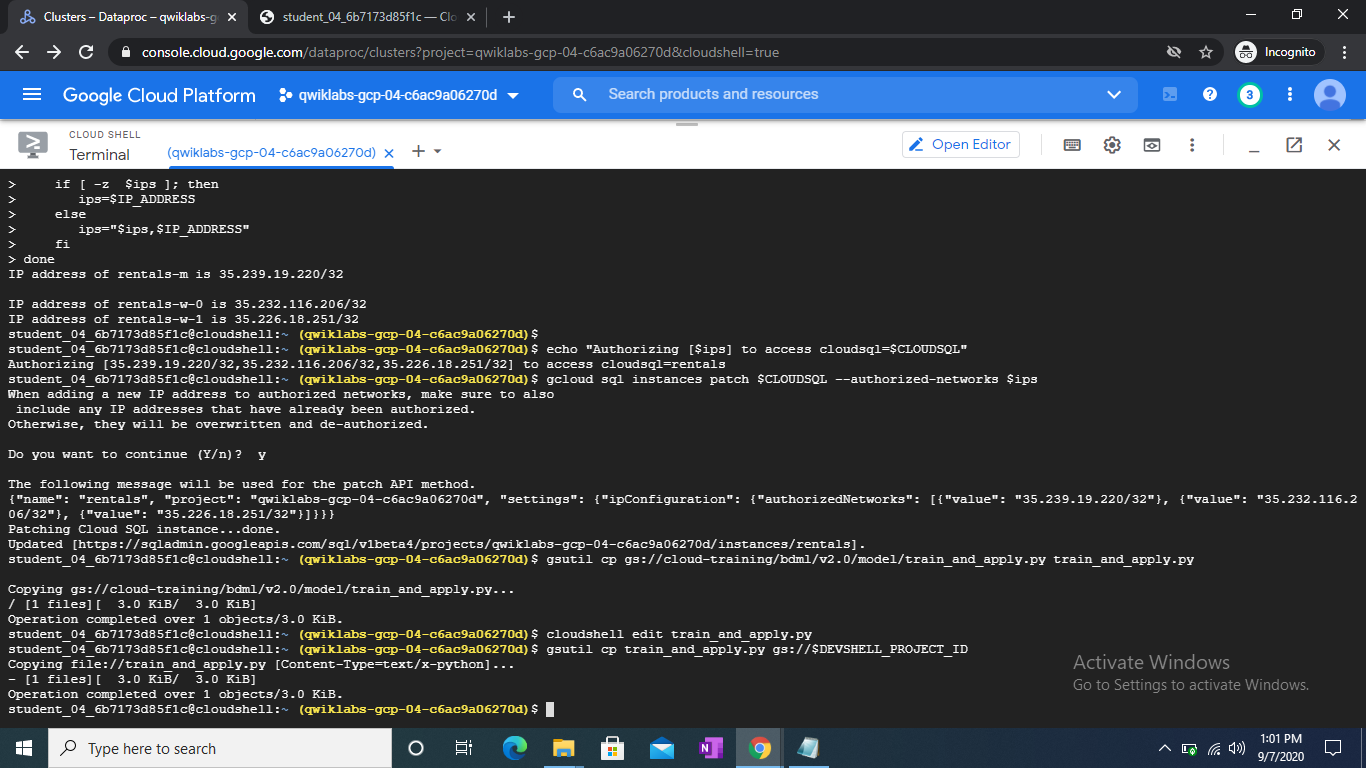 Clusters – Dataproc – qwiklabs-g
student_04_6b7173d85f1c — Clo
console.cloud.google.com/dataproc/clusters?project=qwiklabs-gcp-04-c6ac9a06270d&cloudshell=true
Incognito
Google Cloud Platform
qwiklabs-gcp-04-c6ac9a06270d
Search products and resources
3
CLOUD SHELL
Terminal
(qwiklabs-gcp-04-c6ac9a06270d)
Open Editor
>     if [ -z  $ips ]; then
>        ips=$IP_ADDRESS
>     else
>        ips="$ips,$IP_ADDRESS"
>     fi
> done
IP address of rentals-m is 35.239.19.220/32
IP address of rentals-w-0 is 35.232.116.206/32
IP address of rentals-w-1 is 35.226.18.251/32
student_04_6b7173d85f1c@cloudshell:~ (qwiklabs-gcp-04-c6ac9a06270d)$
student_04_6b7173d85f1c@cloudshell:~ (qwiklabs-gcp-04-c6ac9a06270d)$ echo "Authorizing [$ips] to access cloudsql=$CLOUDSQL"
Authorizing [35.239.19.220/32,35.232.116.206/32,35.226.18.251/32] to access cloudsql=rentals
student_04_6b7173d85f1c@cloudshell:~ (qwiklabs-gcp-04-c6ac9a06270d)$ gcloud sql instances patch $CLOUDSQL --authorized-networks $ips
When adding a new IP address to authorized networks, make sure to also
 include any IP addresses that have already been authorized.
Otherwise, they will be overwritten and de-authorized.
Do you want to continue (Y/n)?  y
The following message will be used for the patch API method.
{"name": "rentals", "project": "qwiklabs-gcp-04-c6ac9a06270d", "settings": {"ipConfiguration": {"authorizedNetworks": [{"value": "35.239.19.220/32"}, {"value": "35.232.116.2
06/32"}, {"value": "35.226.18.251/32"}]}}}
Patching Cloud SQL instance...done.
Updated [https://sqladmin.googleapis.com/sql/v1beta4/projects/qwiklabs-gcp-04-c6ac9a06270d/instances/rentals].
student_04_6b7173d85f1c@cloudshell:~ (qwiklabs-gcp-04-c6ac9a06270d)$ gsutil cp gs://cloud-training/bdml/v2.0/model/train_and_apply.py train_and_apply.py
Copying gs://cloud-training/bdml/v2.0/model/train_and_apply.py...
/ [1 files][  3.0 KiB/  3.0 KiB]
Operation completed over 1 objects/3.0 KiB.
student_04_6b7173d85f1c@cloudshell:~ (qwiklabs-gcp-04-c6ac9a06270d)$ cloudshell edit train_and_apply.py
student_04_6b7173d85f1c@cloudshell:~ (qwiklabs-gcp-04-c6ac9a06270d)$ gsutil cp train_and_apply.py gs://$DEVSHELL_PROJECT_ID
Copying file://train_and_apply.py [Content-Type=text/x-python]...
- [1 files][  3.0 KiB/  3.0 KiB]
Operation completed over 1 objects/3.0 KiB.
student_04_6b7173d85f1c@cloudshell:~ (qwiklabs-gcp-04-c6ac9a06270d)$
Activate Windows
Go to Settings to activate Windows.
Type here to search
1:01 PM
9/7/2020